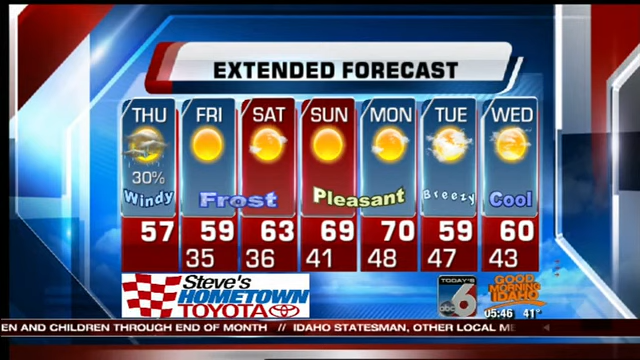 EXTENDED FORECAST
THU FRI SAT SUN MON TUE WED
30%
Windy Frost Pleasant Breezy Cool
57 59 63 69 70 59 60
35 36 41 48 47 43
Steve's
HOMETOWN
TOYOTA
TODAY'S
abc 6
GOOD
MORNING
IDAHO
05:46 41°
EN AND CHILDREN THROUGH END OF MONTH // IDAHO STATESMAN, OTHER LOCAL ME